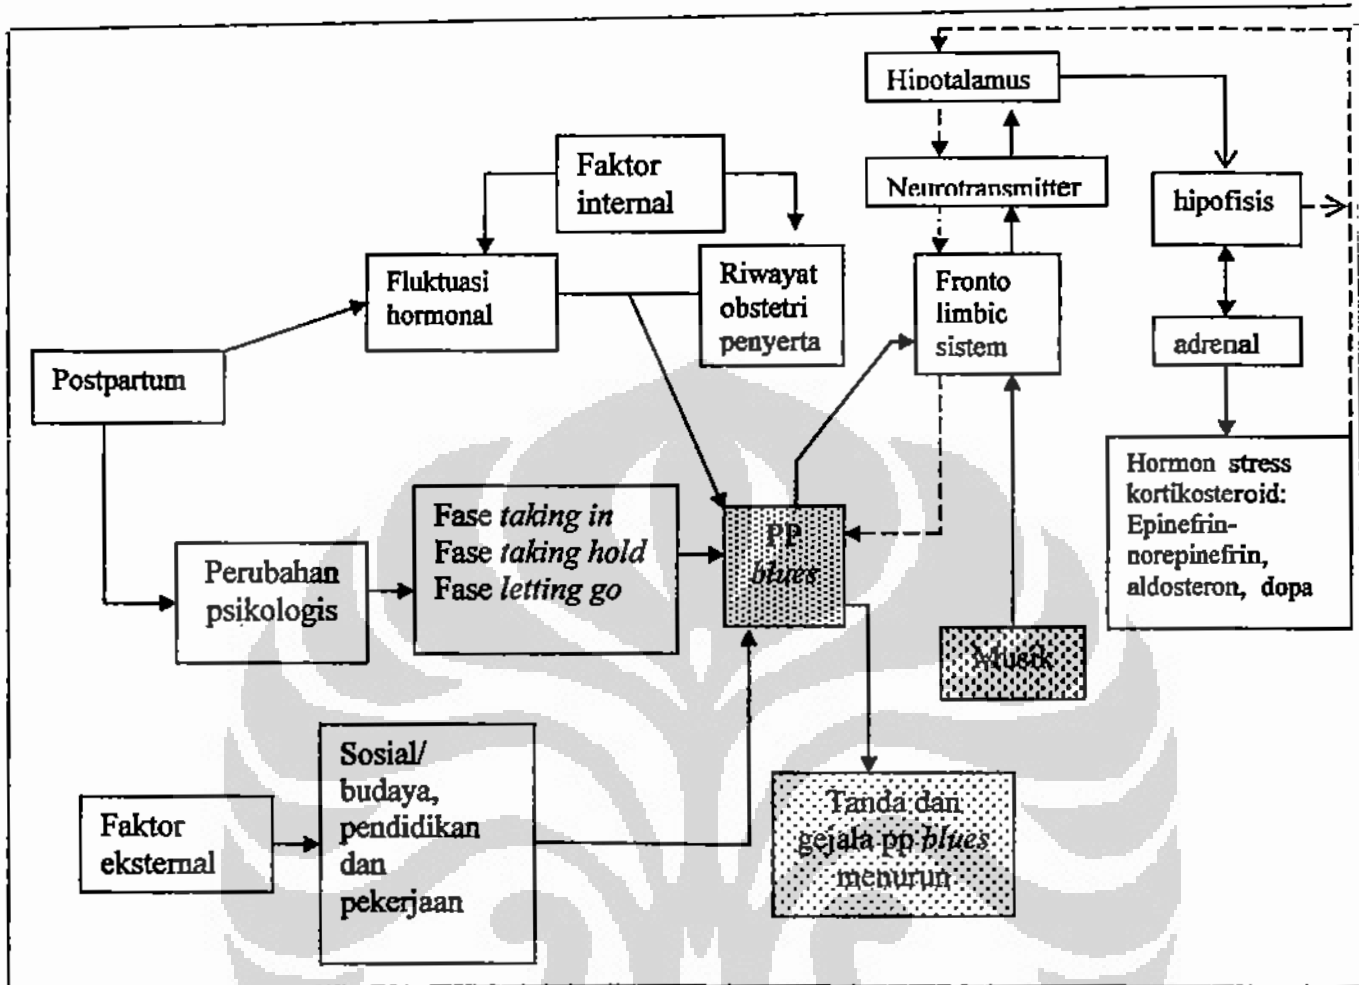 Hipotalamus
Faktor
internal
Neurotransmitter
hipofisis
Fluktuasi
hormonal
Riwayat
obstetri
penyerta
Fronto
limbic
sistem
adrenal
Postpartum
Hormon stress
kortikosteroid:
Epinefrin-
norepinefrin,
aldosteron, dopa
Fase taking in
Fase taking hold
Fase letting go
PP
blues
Perubahan
psikologis
Musik
Sosial/
budaya,
pendidikan
dan
pekerjaan
Faktor
eksternal
Tanda dan
gejala pp blues
menurun